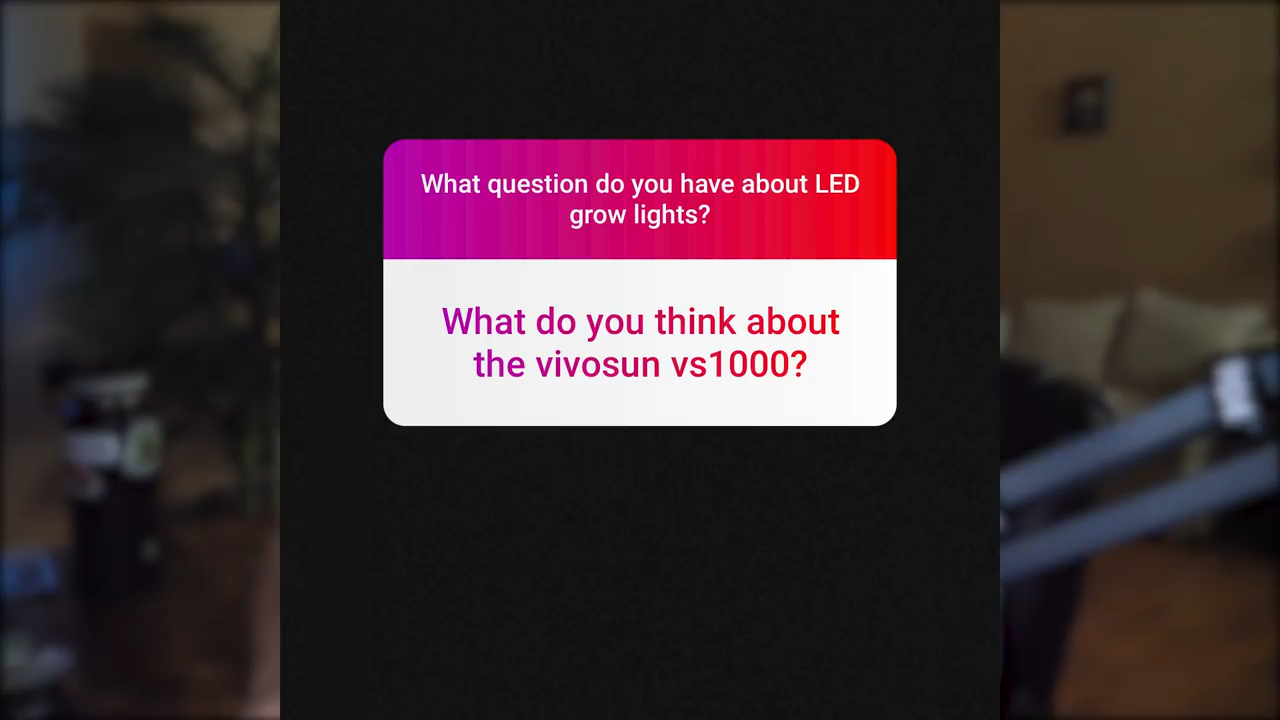 What question do you have about LED
grow lights?
What do you think about
the vivosun vs1000?